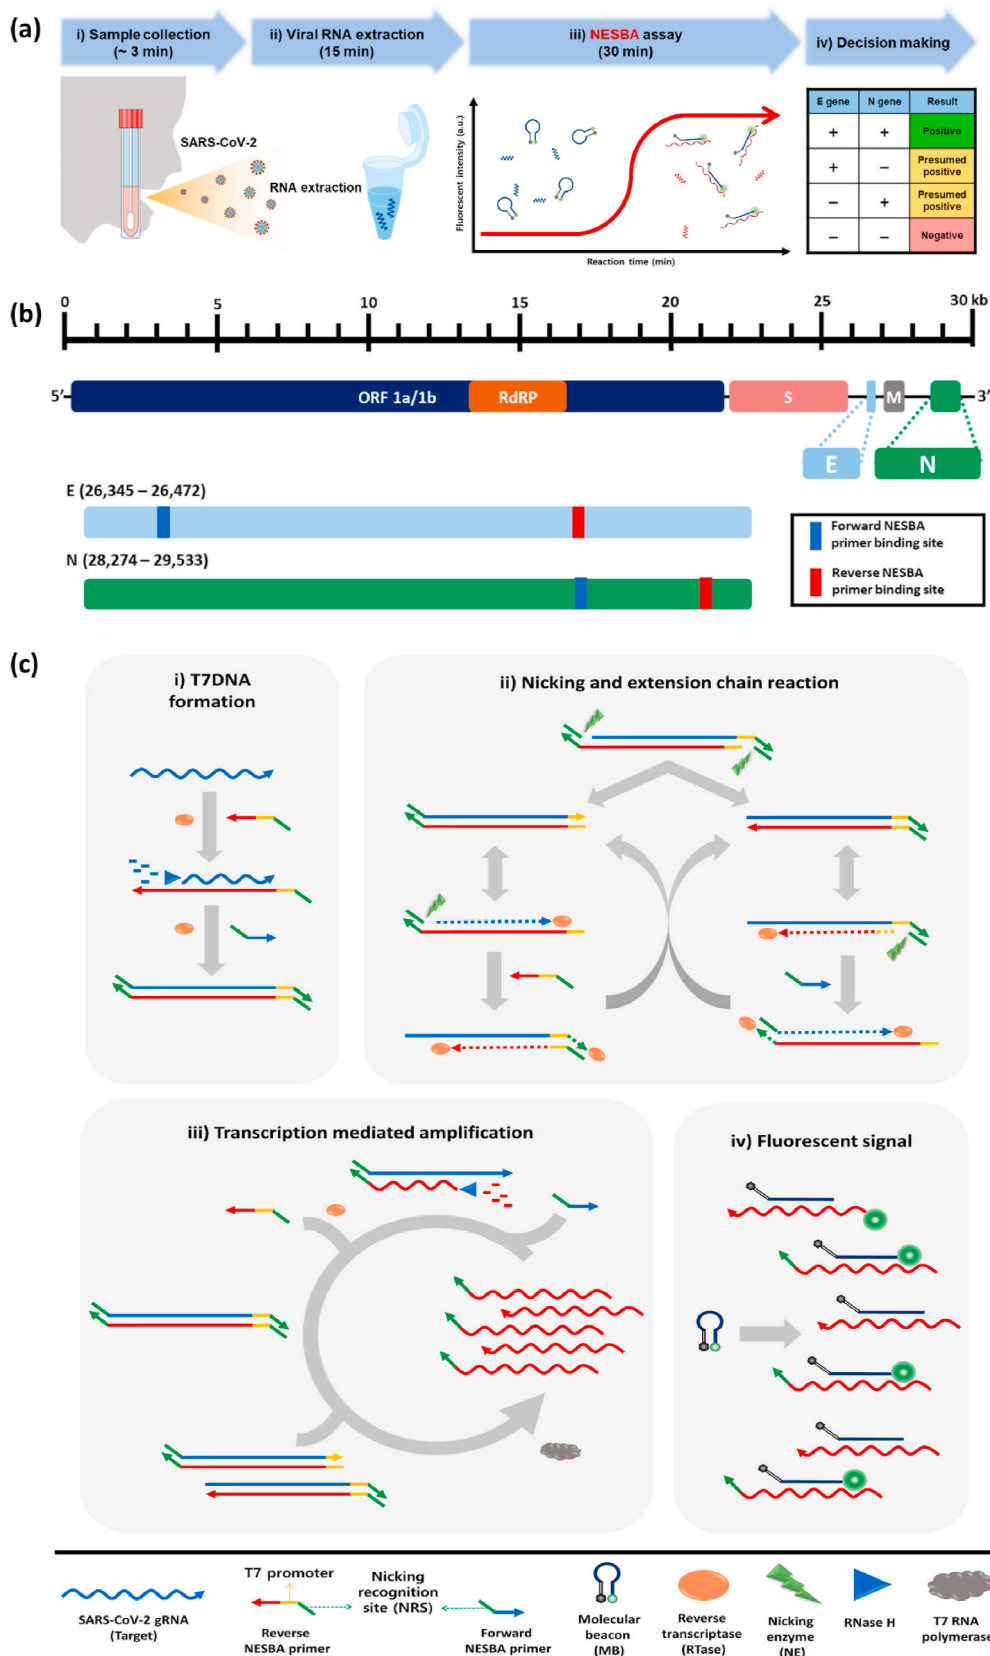 (a)
i) Sample collection
(~ 3 min)
ii) Viral RNA extraction
(15 min)
iii) NESBA assay
(30 min)
iv) Decision making
SARS-CoV-2
RNA extraction
Fluorescent intensity (a.u.)
Reaction time (min)
E gene N gene Result
+ + Positive
+ − Presumed
positive
− + Presumed
positive
− − Negative
(b)
0 5 10 15 20 25 30 kb
5’ ORF 1a/1b RdRP S M 3’
E N
E (26,345 – 26,472)
N (28,274 – 29,533)
Forward NESBA
primer binding site
Reverse NESBA
primer binding site
(c)
i) T7DNA
formation
ii) Nicking and extension chain reaction
iii) Transcription mediated amplification
iv) Fluorescent signal
SARS-CoV-2 gRNA
(Target)
T7 promoter
Reverse
NESBA primer
Nicking
recognition
site (NRS)
Forward
NESBA primer
Molecular
beacon
(MB)
Reverse
transcriptase
(RTase)
Nicking
enzyme
(NE)
RNase H
T7 RNA
polymerase